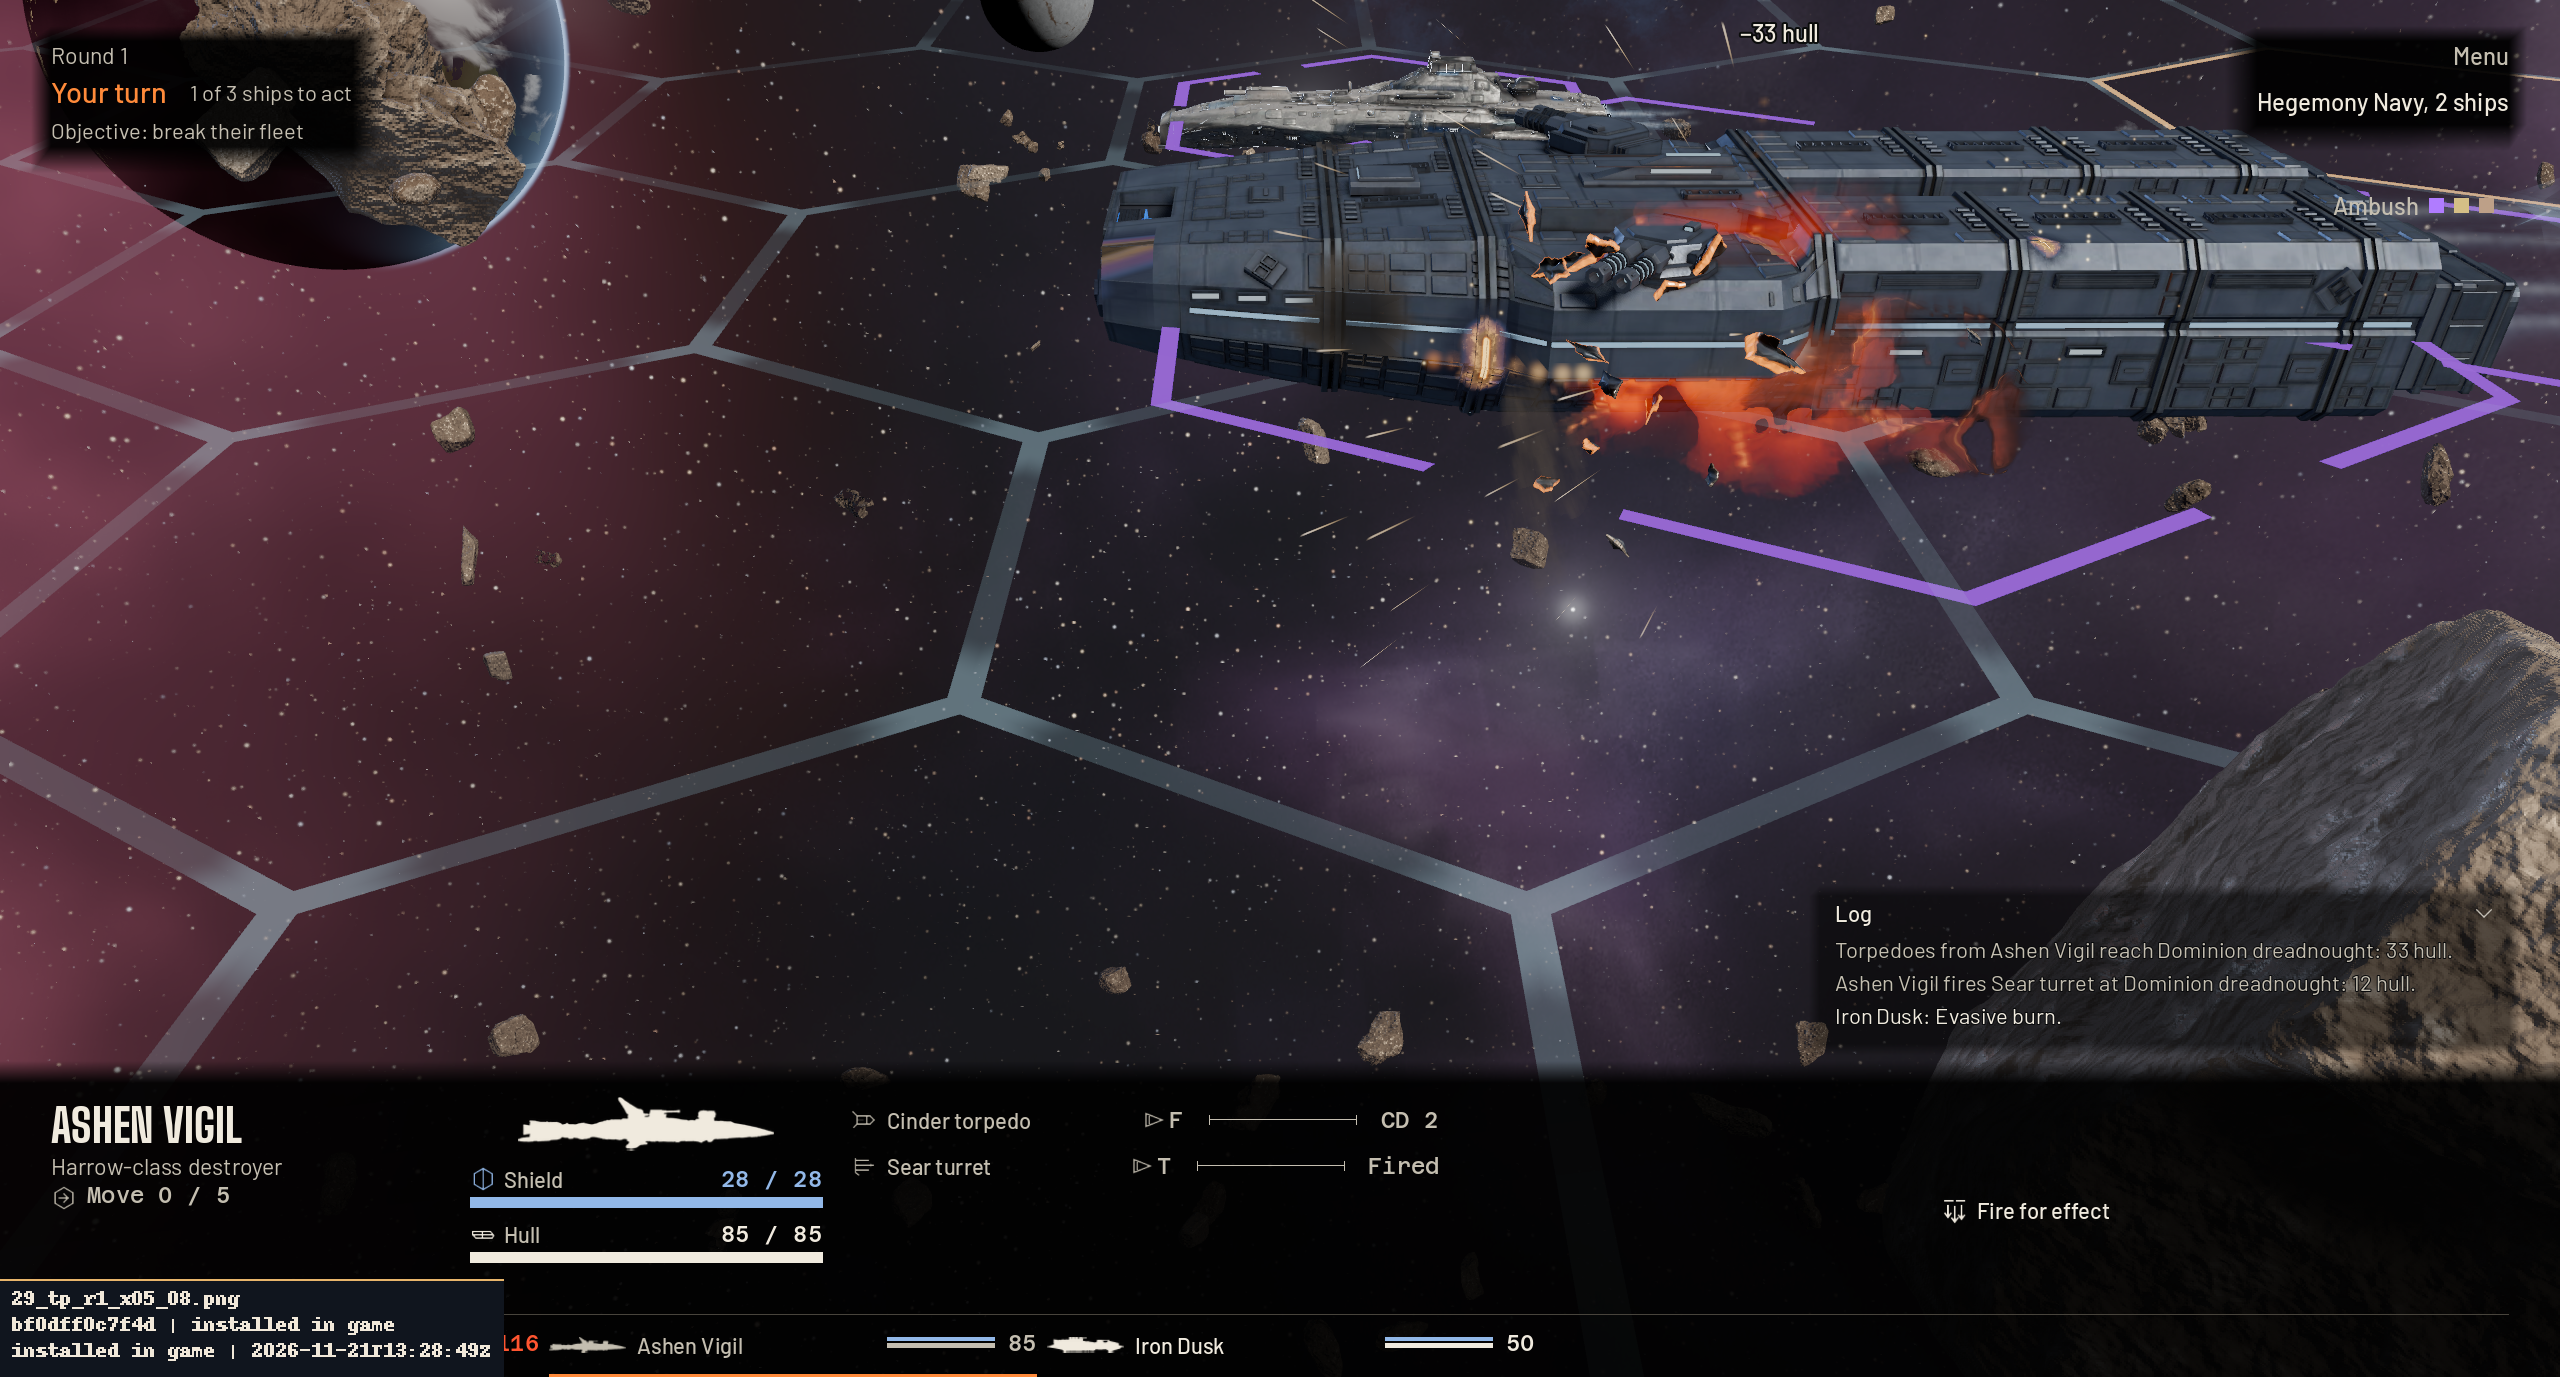 Round 1
Your turn 1 of 3 ships to act
Objective: break their fleet
-33 hull
Menu
Hegemony Navy, 2 ships
Ambush
Log
Torpedoes from Ashen Vigil reach Dominion dreadnought: 33 hull.
Ashen Vigil fires Sear turret at Dominion dreadnought: 12 hull.
Iron Dusk: Evasive burn.
ASHEN VIGIL
Harrow-class destroyer
Move 0 / 5
Shield 28 / 28
Hull 85 / 85
Cinder torpedo F CD 2
Sear turret T Fired
Fire for effect
29_tp_r1_x05_08.png
bf0dff0c7f4d | installed in game
installed in game | 2026-11-21r13:28:49z
116 Ashen Vigil 85 Iron Dusk 50